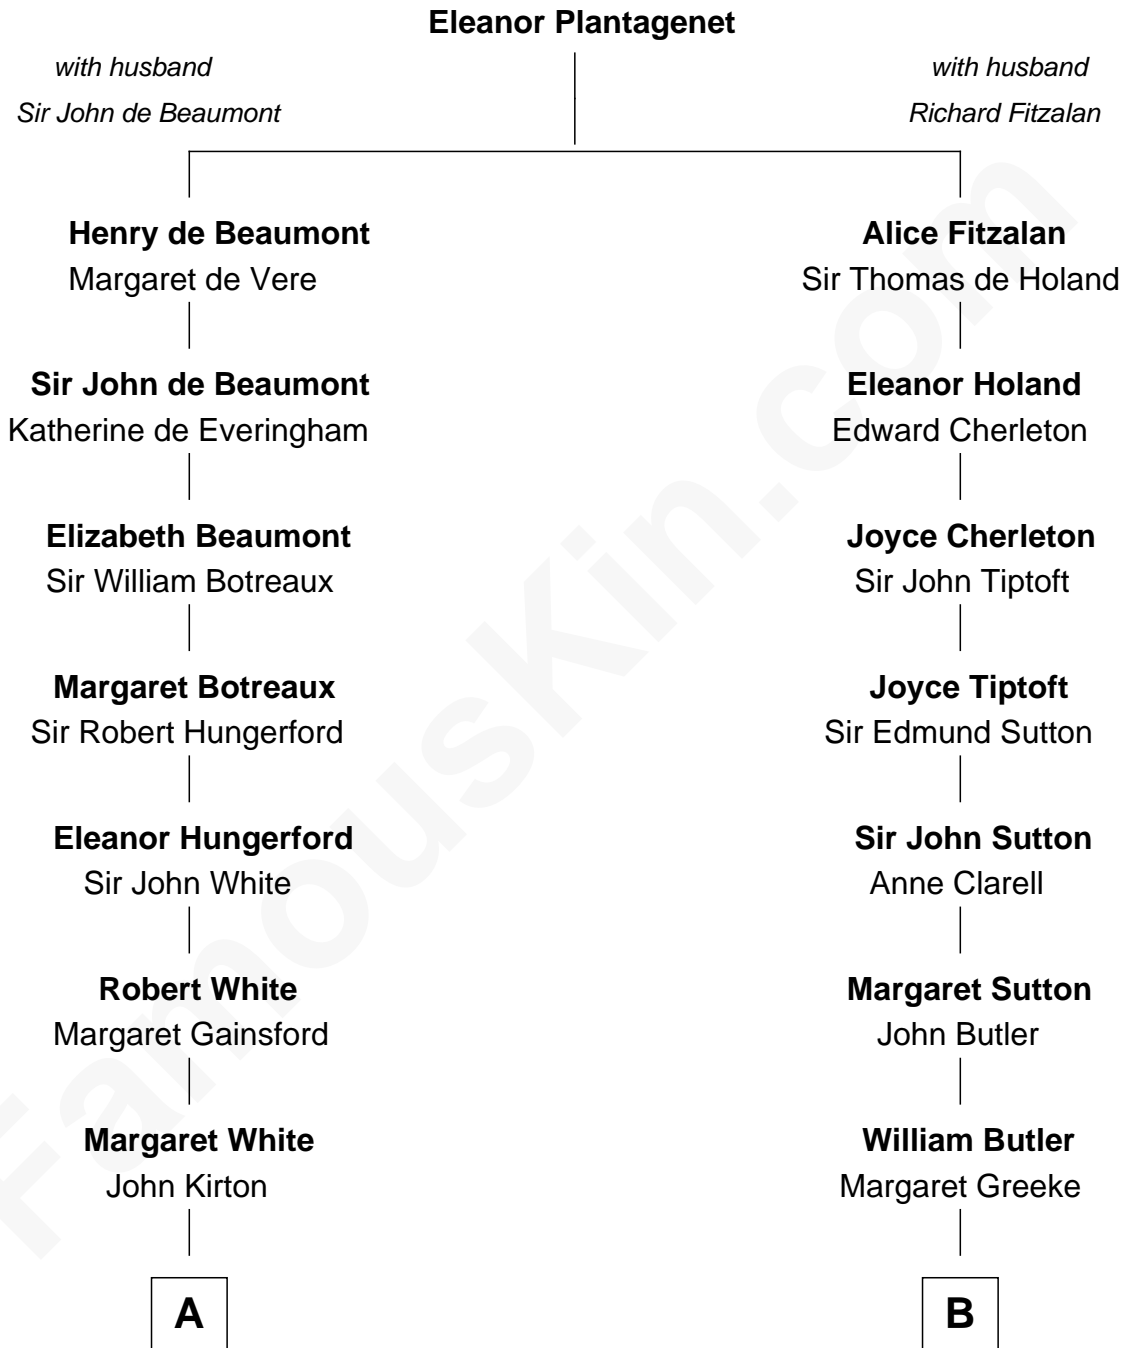 Eleanor Plantagenet
with husband
Sir John de Beaumont
with husband
Richard Fitzalan
Henry de Beaumont
Margaret de Vere
Alice Fitzalan
Sir Thomas de Holand
Sir John de Beaumont
Katherine de Everingham
Eleanor Holand
Edward Cherleton
Elizabeth Beaumont
Sir William Botreaux
Joyce Cherleton
Sir John Tiptoft
Margaret Botreaux
Sir Robert Hungerford
Joyce Tiptoft
Sir Edmund Sutton
Eleanor Hungerford
Sir John White
Sir John Sutton
Anne Clarell
Robert White
Margaret Gainsford
Margaret Sutton
John Butler
Margaret White
John Kirton
William Butler
Margaret Greeke
A
B
FamousKin.com